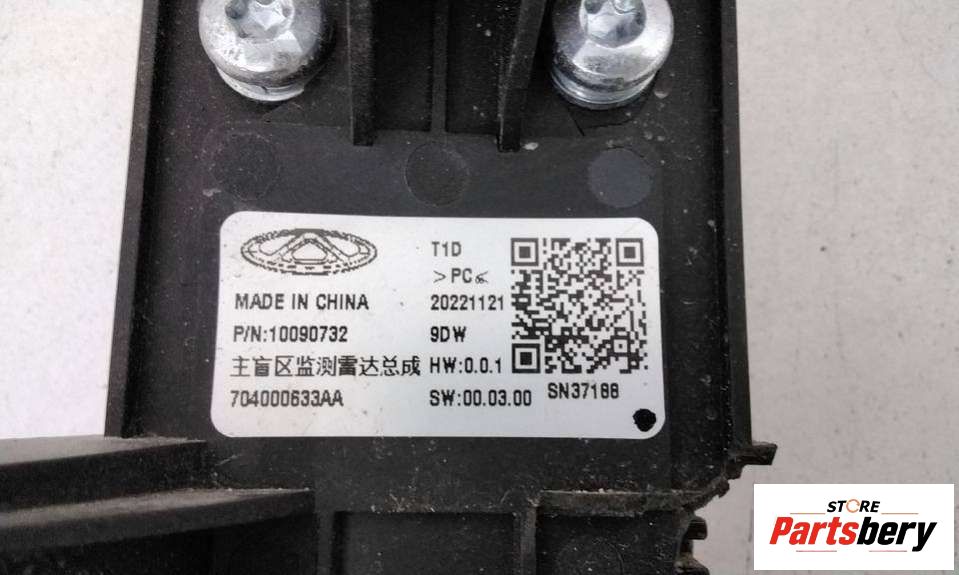 T1D
>PC<
MADE IN CHINA 20221121
P/N:10090732 9DW
主盲区监测雷达总成 HW:0.0.1
704000633AA SW:00.03.00 SN37188
STORE
Partsbery